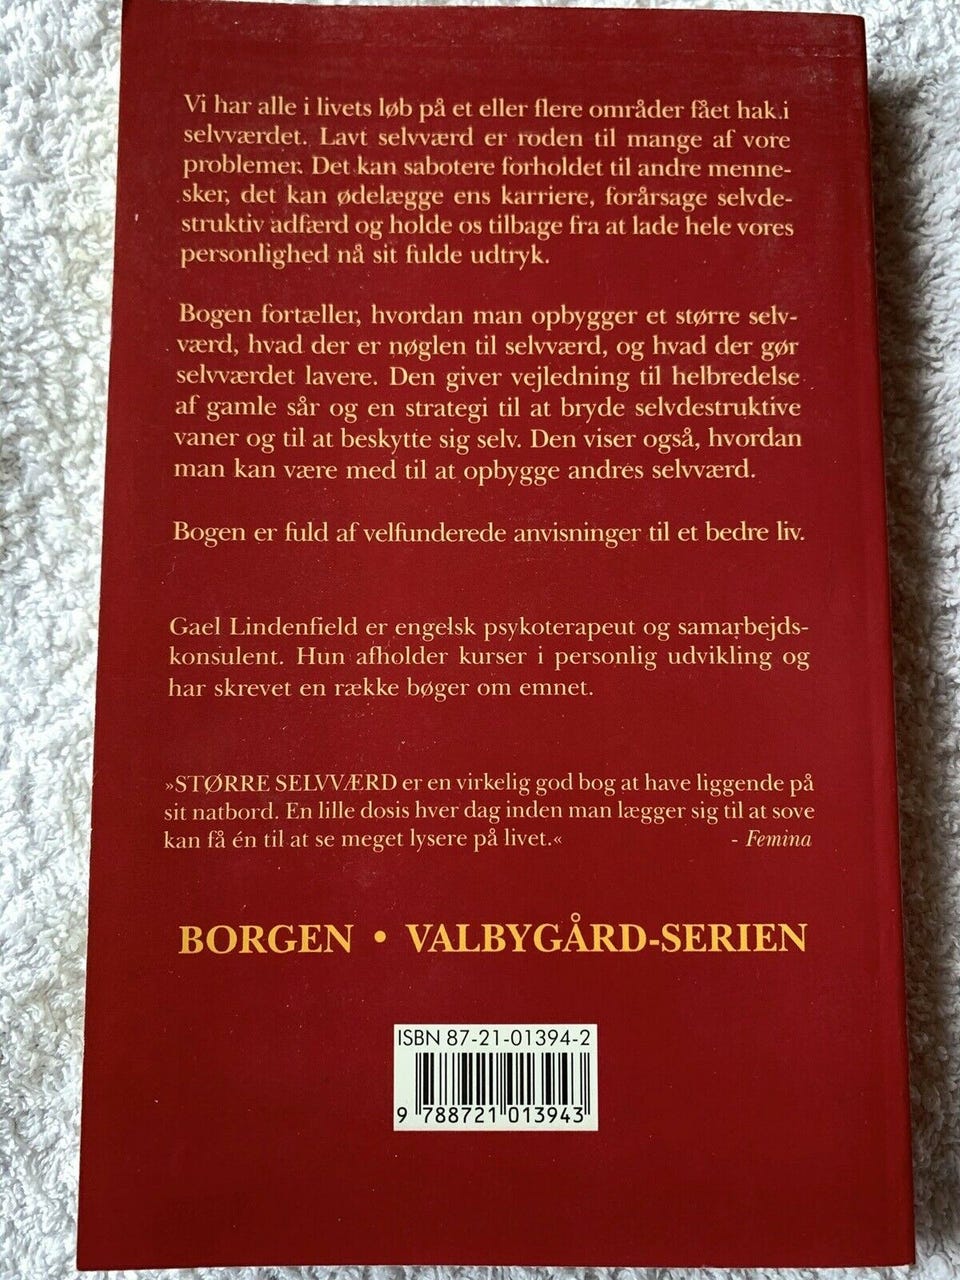 Vi har alle i livets løb på et eller flere områder fået hak i
selvværdet. Lavt selvværd er roden til mange af vore
problemer. Det kan sabotere forholdet til andre menne-
sker, det kan ødelægge ens karriere, forårsage selvde-
struktiv adfærd og holde os tilbage fra at lade hele vores
personlighed nå sit fulde udtryk.
Bogen fortæller, hvordan man opbygger et større selv-
værd, hvad der er nøglen til selvværd, og hvad der gør
selvværdet lavere. Den giver vejledning til helbredelse
af gamle sår og en strategi til at bryde selvdestruktive
vaner og til at beskytte sig selv. Den viser også, hvordan
man kan være med til at opbygge andres selvværd.
Bogen er fuld af velfunderede anvisninger til et bedre liv.
Gael Lindenfield er engelsk psykoterapeut og samarbejds-
konsulent. Hun afholder kurser i personlig udvikling og
har skrevet en række bøger om emnet.
»STØRRE SELVVÆRD er en virkelig god bog at have liggende på
sit natbord. En lille dosis hver dag inden man lægger sig til at sove
kan få én til at se meget lysere på livet.« - Femina
BORGEN • VALBYGÅRD-SERIEN
ISBN 87-21-01394-2
9 788721 013943